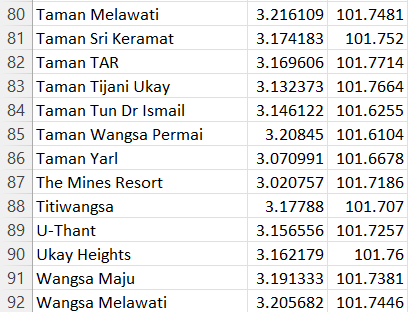 80 Taman Melawati 3.216109 101.7481
81 Taman Sri Keramat 3.174183 101.752
82 Taman TAR 3.169606 101.7714
83 Taman Tijani Ukay 3.132373 101.7664
84 Taman Tun Dr Ismail 3.146122 101.6255
85 Taman Wangsa Permai 3.20845 101.6104
86 Taman Yarl 3.070991 101.6678
87 The Mines Resort 3.020757 101.7186
88 Titiwangsa 3.17788 101.707
89 U-Thant 3.156556 101.7257
90 Ukay Heights 3.162179 101.76
91 Wangsa Maju 3.191333 101.7381
92 Wangsa Melawati 3.205682 101.7446